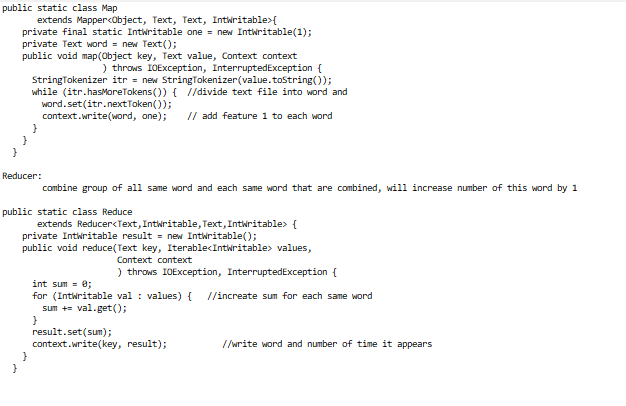 public static class Map
extends Mapper<Object, Text, Text, IntWritable>{
private final static IntWritable one = new IntWritable(1);
private Text word = new Text();
public void map(Object key, Text value, Context context
) throws IOException, InterruptedException {
StringTokenizer itr = new StringTokenizer(value.toString());
while (itr.hasMoreTokens()) { //divide text file into word and
word.set(itr.nextToken());
context.write(word, one); // add feature 1 to each word
}
}
}
Reducer:
combine group of all same word and each same word that are combined, will increase number of this word by 1
public static class Reduce
extends Reducer<Text,IntWritable,Text,IntWritable> {
private IntWritable result = new IntWritable();
public void reduce(Text key, Iterable<IntWritable> values,
Context context
) throws IOException, InterruptedException {
int sum = 0;
for (IntWritable val : values) { //increate sum for each same word
sum += val.get();
}
result.set(sum);
context.write(key, result); //write word and number of time it appears
}
}